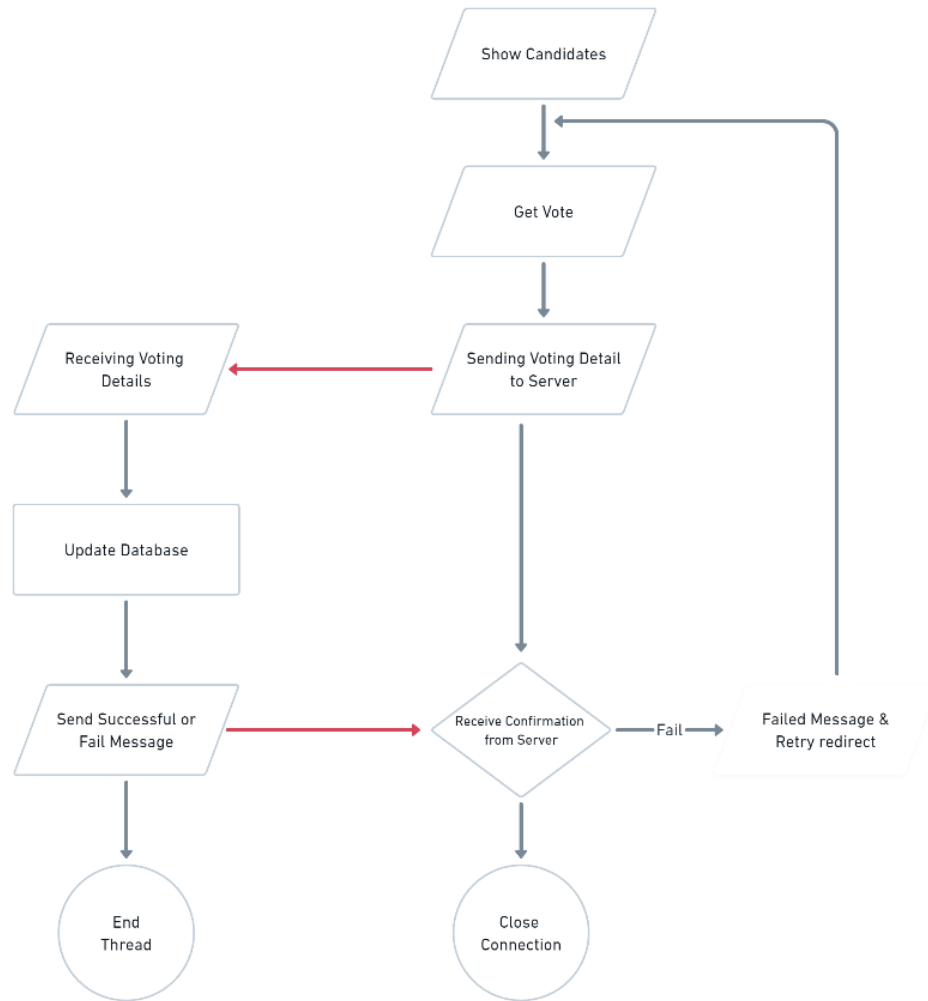 Show Candidates
Get Vote
Receiving Voting
Details
Sending Voting Detail
to Server
Update Database
Send Successful or
Fail Message
Receive Confirmation
from Server
Fail
Failed Message &
Retry redirect
End
Thread
Close
Connection